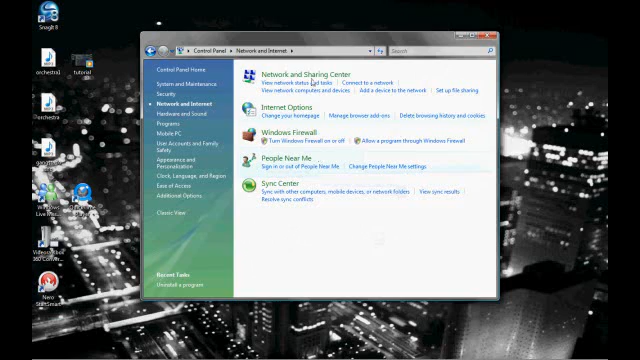 SnagIt 8
orchestra1
tutorial
orchestra
Windows
Live Mes
Nero
StartSmart
Control Panel
Network and Internet
Search
Control Panel Home
System and Maintenance
Security
Network and Internet
Hardware and Sound
Programs
Mobile PC
User Accounts and Family
Safety
Appearance and
Personalization
Clock, Language, and Region
Ease of Access
Additional Options
Classic View
Recent Tasks
Uninstall a program
Network and Sharing Center
View network status and tasks
Connect to a network
View network computers and devices
Add a device to the network
Set up file sharing
Internet Options
Change your homepage
Manage browser add-ons
Delete browsing history and cookies
Windows Firewall
Turn Windows Firewall on or off
Allow a program through Windows Firewall
People Near Me
Sign in or out of People Near Me
Change People Near Me settings
Sync Center
Sync with other computers, mobile devices, or network folders
View sync results
Resolve sync conflicts